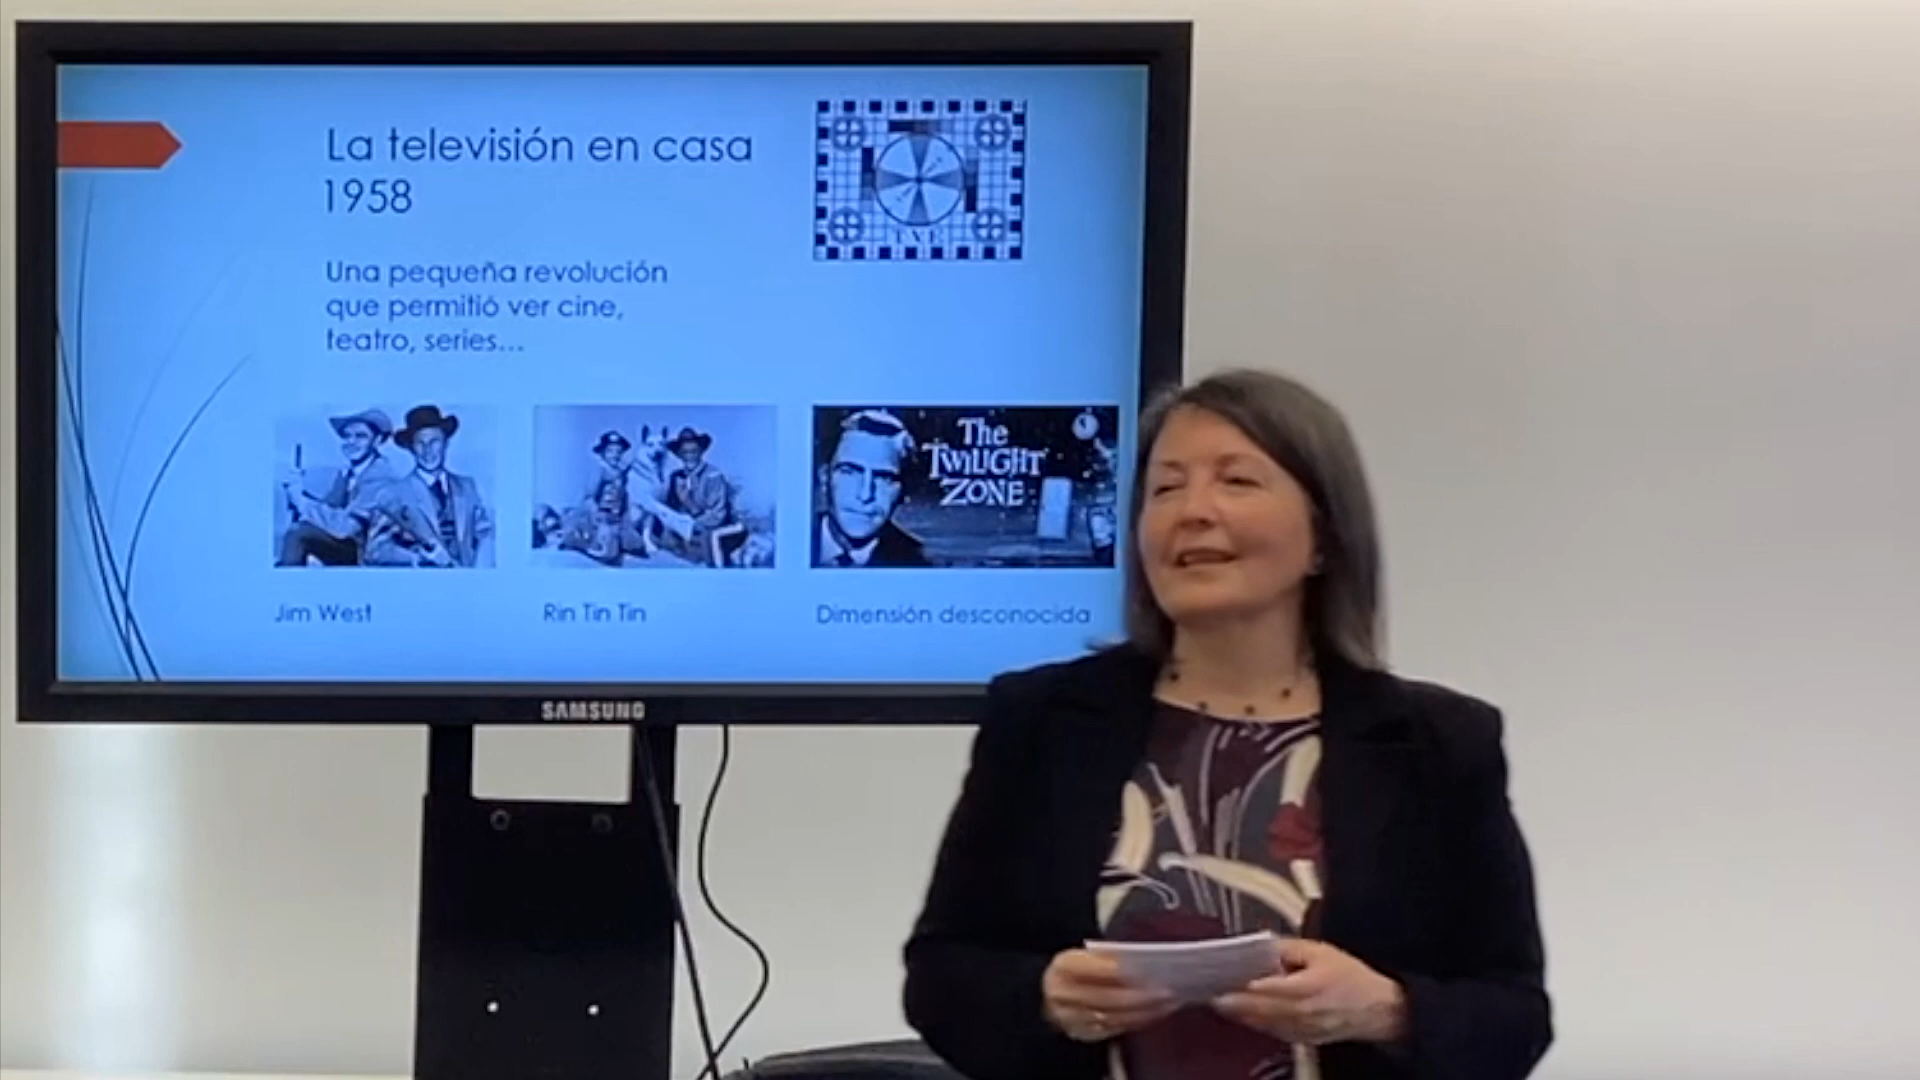 La televisión en casa
1958
TVE
Una pequeña revolución
que permitió ver cine,
teatro, series...
The
TWILIGHT
ZONE
Jim West
Rin Tin Tin
Dimensión desconocida
SAMSUNG